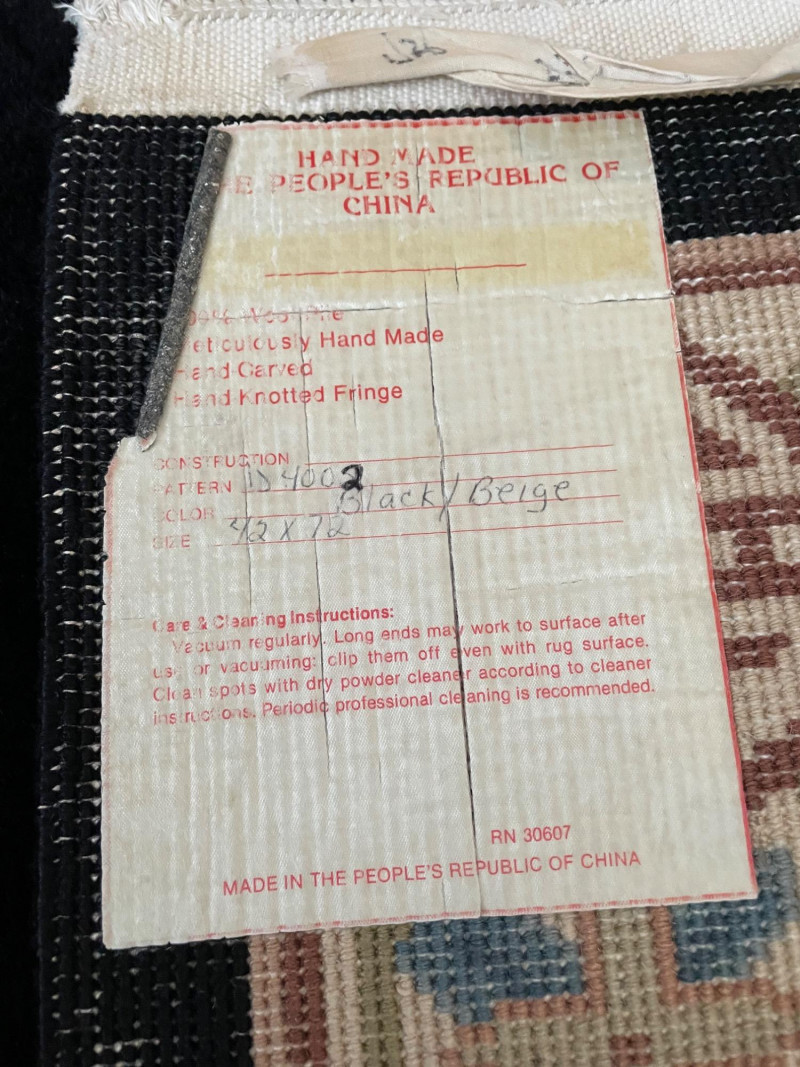 HAND MADE
PEOPLE'S REPUBLIC OF
CHINA
Hand Made
Hand Carved
Hand Knotted Fringe
CONSTRUCTION
PATTERN 4002
COLOR Black/Beige
SIZE 42 X 72
Care & Cleaning Instructions:
Vacuum regularly. Long ends may work to surface after
use or vacuuming: clip them off even with rug surface.
Clean spots with dry powder cleaner according to cleaner
instructions. Periodic professional cleaning is recommended.
RN 30607
MADE IN THE PEOPLE'S REPUBLIC OF CHINA